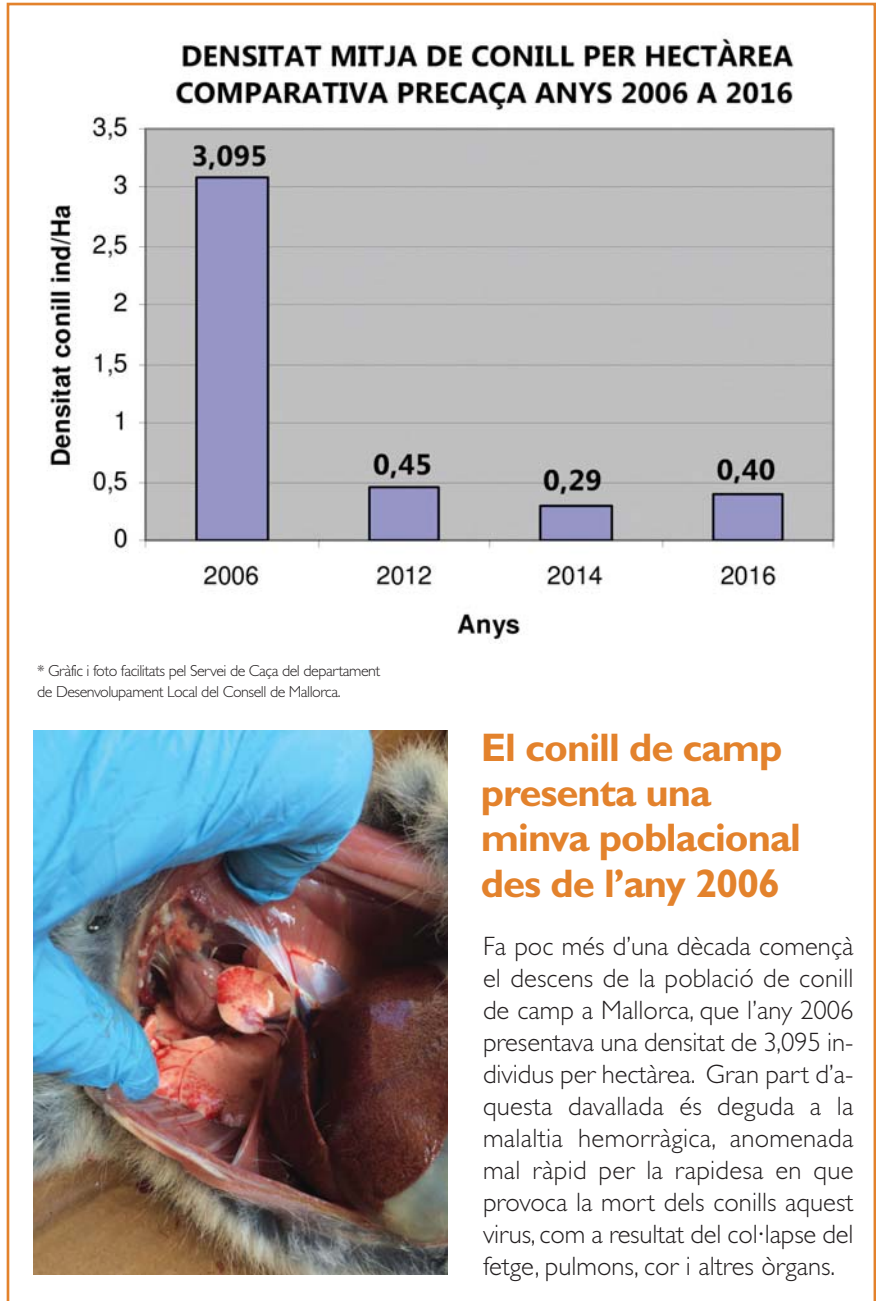 DENSITAT MITJA DE CONILL PER HECTÀREA
COMPARATIVA PRECAÇA ANYS 2006 A 2016
Densitat conill ind/Ha
3,5
3
2,5
2
1,5
1
0,5
0
3,095
0,45
0,29
0,40
2006
2012
2014
2016
Anys
* Gràfic i foto facilitats pel Servei de Caça del departament
de Desenvolupament Local del Consell de Mallorca.
El conill de camp
presenta una
minva poblacional
des de l’any 2006
Fa poc més d’una dècada començà
el descens de la població de conill
de camp a Mallorca, que l’any 2006
presentava una densitat de 3,095 in-
dividus per hectàrea. Gran part d’a-
questa davallada és deguda a la
malaltia hemorràgica, anomenada
mal ràpid per la rapidesa en que
provoca la mort dels conills aquest
virus, com a resultat del col·lapse del
fetge, pulmons, cor i altres òrgans.